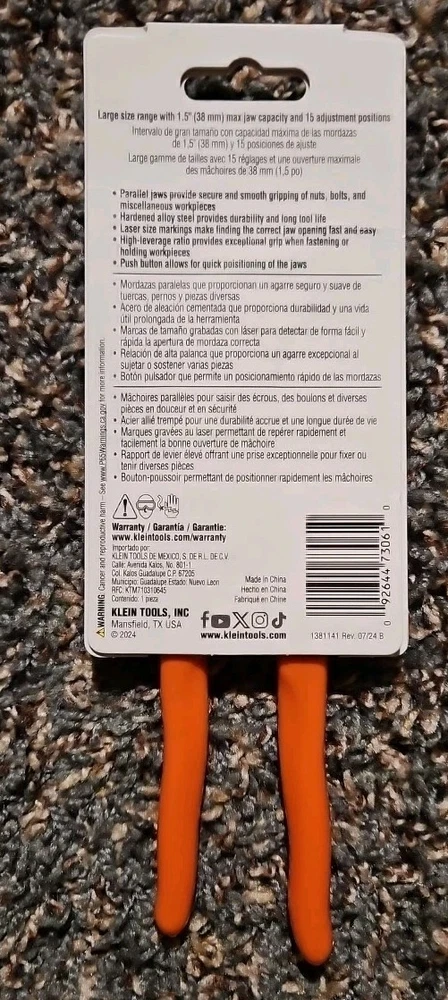 Large size range with 1.5" (38 mm) max jaw capacity and 15 adjustment positions
Intervalo de gran tamaño con capacidad máxima de las mordazas
de 1,5" (38 mm) y 15 posiciones de ajuste
Large gamme de tailles avec 15 réglages et une ouverture maximale
des mâchoires de 38 mm (1,5 po)
• Parallel jaws provide secure and smooth gripping of nuts, bolts, and
miscellaneous workpieces
• Hardened alloy steel provides durability and long tool life
• Laser size markings make finding the correct jaw opening fast and easy
• High-leverage ratio provides exceptional grip when fastening or
holding workpieces
• Push button allows for quick poisitioning of the jaws
• Mordazas paralelas que proporcionan un agarre seguro y suave de
tuercas, pernos y piezas diversas
• Acero de aleación cementada que proporciona durabilidad y una vida
útil prolongada de la herramienta
• Marcas de tamaño grabadas con láser para detectar de forma fácil y
rápida la apertura de mordaza correcta
• Relación de alta palanca que proporciona un agarre excepcional al
sujetar o sostener varias piezas
• Botón pulsador que permite un posicionamiento rápido de las mordazas
• Mâchoires parallèles pour saisir des écrous, des boulons et diverses
pièces en douceur et en sécurité
• Acier allié trempé pour une durabilité accrue et une longue durée de vie
• Marques gravées au laser permettant de repérer rapidement et
facilement la bonne ouverture de mâchoire
• Rapport de levier élevé offrant une prise exceptionnelle pour fixer ou
tenir diverses pièces
• Bouton-poussoir permettant de positionner rapidement les mâchoires
Warranty / Garantía / Garantie:
www.kleintools.com/warranty
Importado por:
KLEIN TOOLS DE MEXICO, S. DE R.L. DE C.V.
Calle: Avenida Kalos, No. 801-1
Col. Kalos Guadalupe C.P. 67205
Municipio: Guadalupe Estado: Nuevo Leon
RFC: KTM710310645
Contenido: 1 pieza
Made in China
Hecho en China
Fabriqué en Chine
KLEIN TOOLS, INC
Mansfield, TX USA
© 2024
www.kleintools.com
1381141 Rev. 07/24 B
0 92644 73061 0
WARNING: Cancer and reproductive harm – See www.P65Warnings.ca.gov for more information.